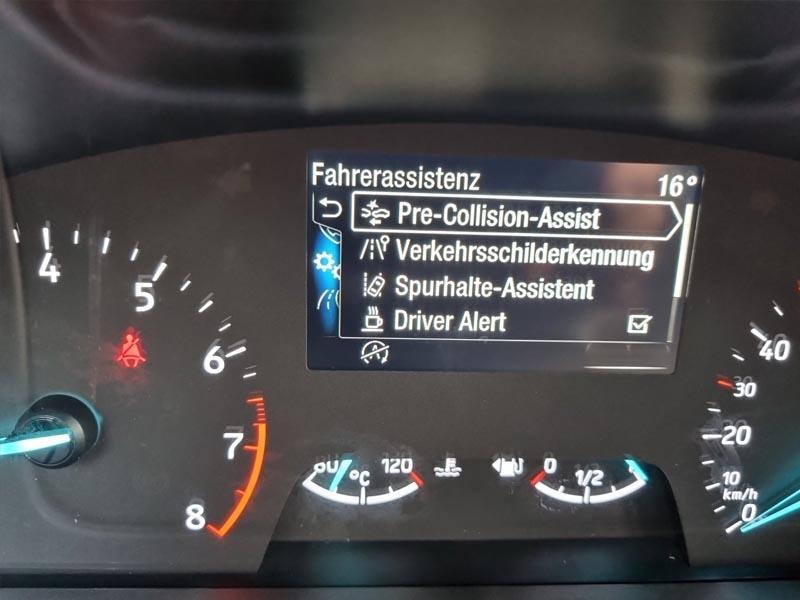 Fahrerassistenz 16°
Pre-Collision-Assist
Verkehrsschilderkennung
Spurhalte-Assistent
Driver Alert
A
4
5
6
7
8
120
°C
0
1/2
40
30
20
10
km/h
0